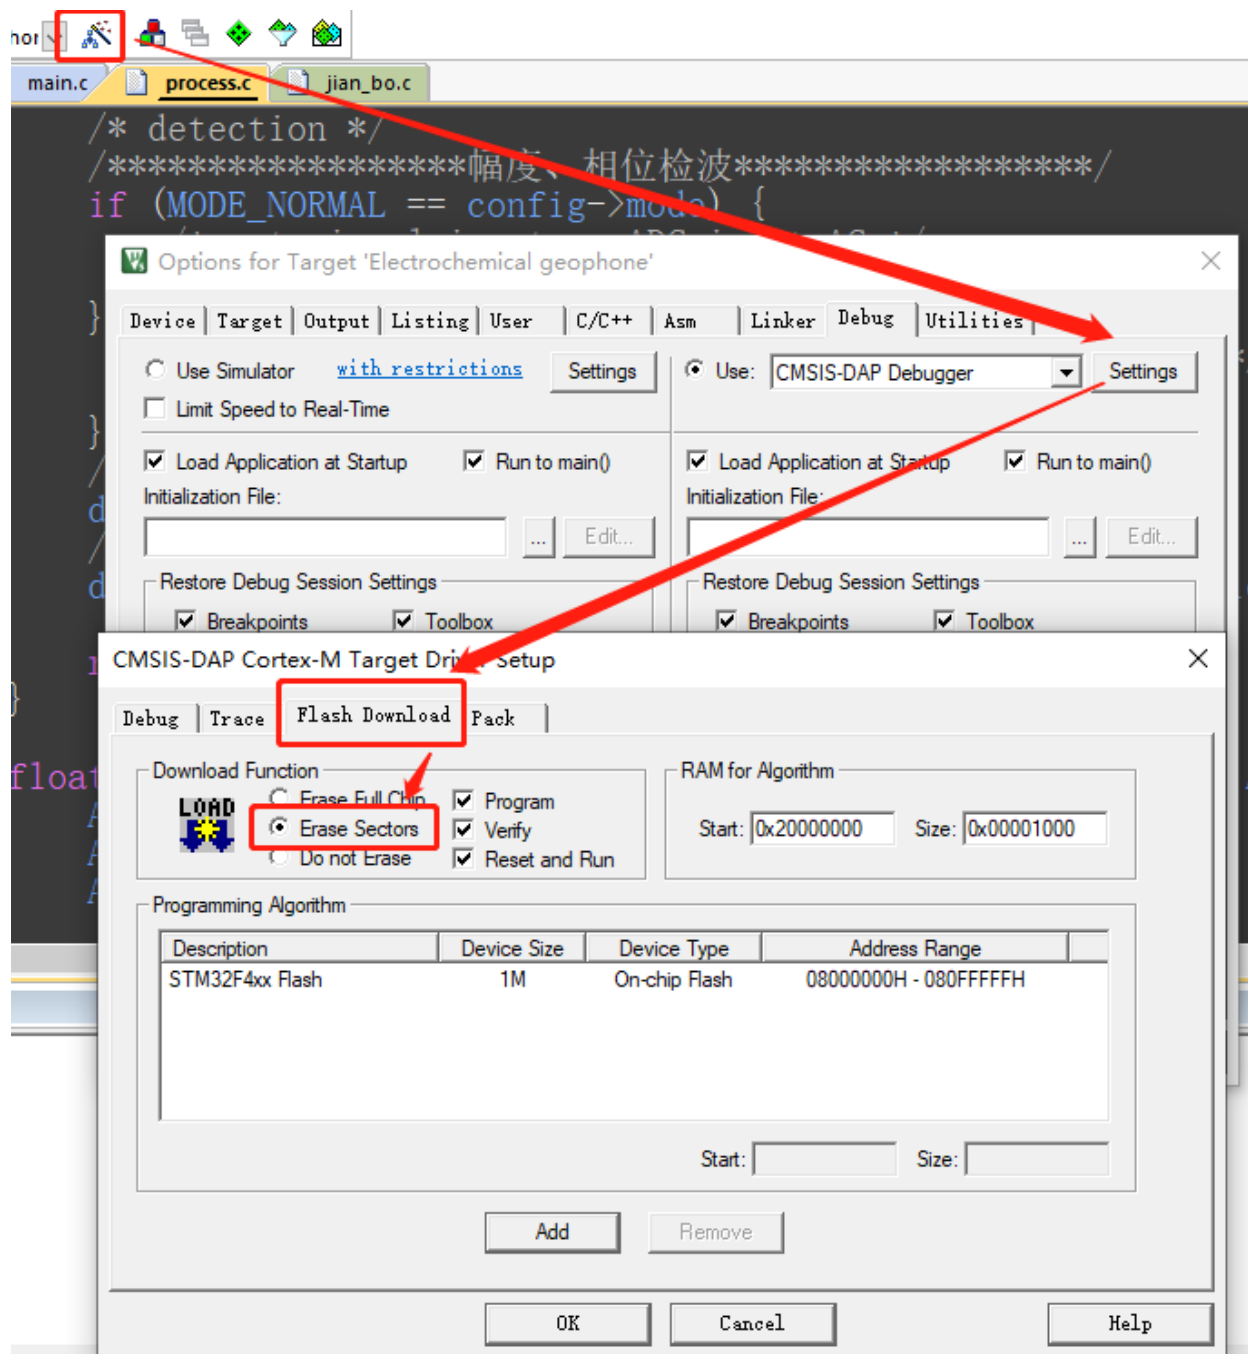 hor
main.c process.c jian_bo.c
/* detection */
/******************幅度、相位检波******************/
if (MODE_NORMAL == config->mode) {
Options for Target 'Electrochemical geophone'
Device Target Output Listing User C/C++ Asm Linker Debug Utilities
}
Use Simulator with restrictions Settings Use: CMSIS-DAP Debugger Settings
Limit Speed to Real-Time
}
Load Application at Startup Run to main() Load Application at Startup Run to main()
/
Initialization File: Initialization File:
d
... Edit... ... Edit...
/
d
Restore Debug Session Settings Restore Debug Session Settings
Breakpoints Toolbox Breakpoints Toolbox
CMSIS-DAP Cortex-M Target Driver Setup
}
Debug Trace Flash Download Pack
float
Download Function RAM for Algorithm
LOAD Erase Full Chip Program
Erase Sectors Verify Start: 0x20000000 Size: 0x00001000
Do not Erase Reset and Run
Programming Algorithm
Description Device Size Device Type Address Range
STM32F4xx Flash 1M On-chip Flash 08000000H - 080FFFFFH
Start: Size:
Add Remove
OK Cancel Help